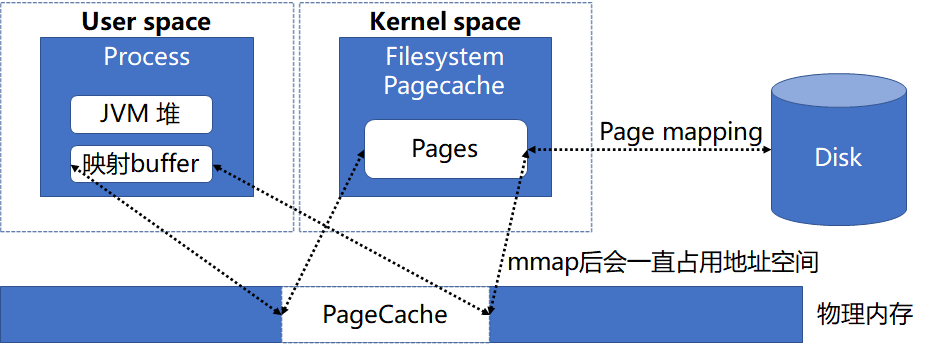 User space
Process
JVM 堆
映射buffer
Kernel space
Filesystem
Pagecache
Pages
Page mapping
Disk
mmap后会一直占用地址空间
PageCache
物理内存